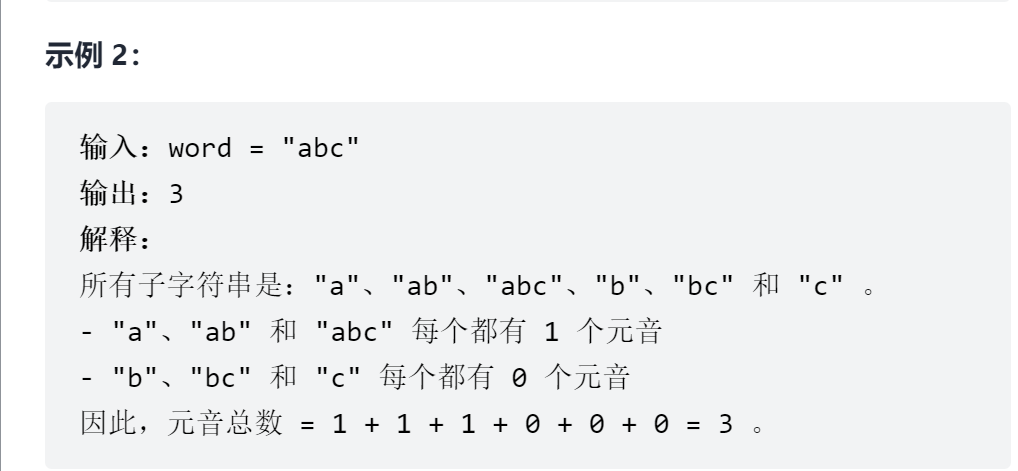 示例 2：
输入：word = "abc"
输出：3
解释：
所有子字符串是："a"、"ab"、"abc"、"b"、"bc" 和 "c" 。
- "a"、"ab" 和 "abc" 每个都有 1 个元音
- "b"、"bc" 和 "c" 每个都有 0 个元音
因此，元音总数 = 1 + 1 + 1 + 0 + 0 + 0 = 3 。